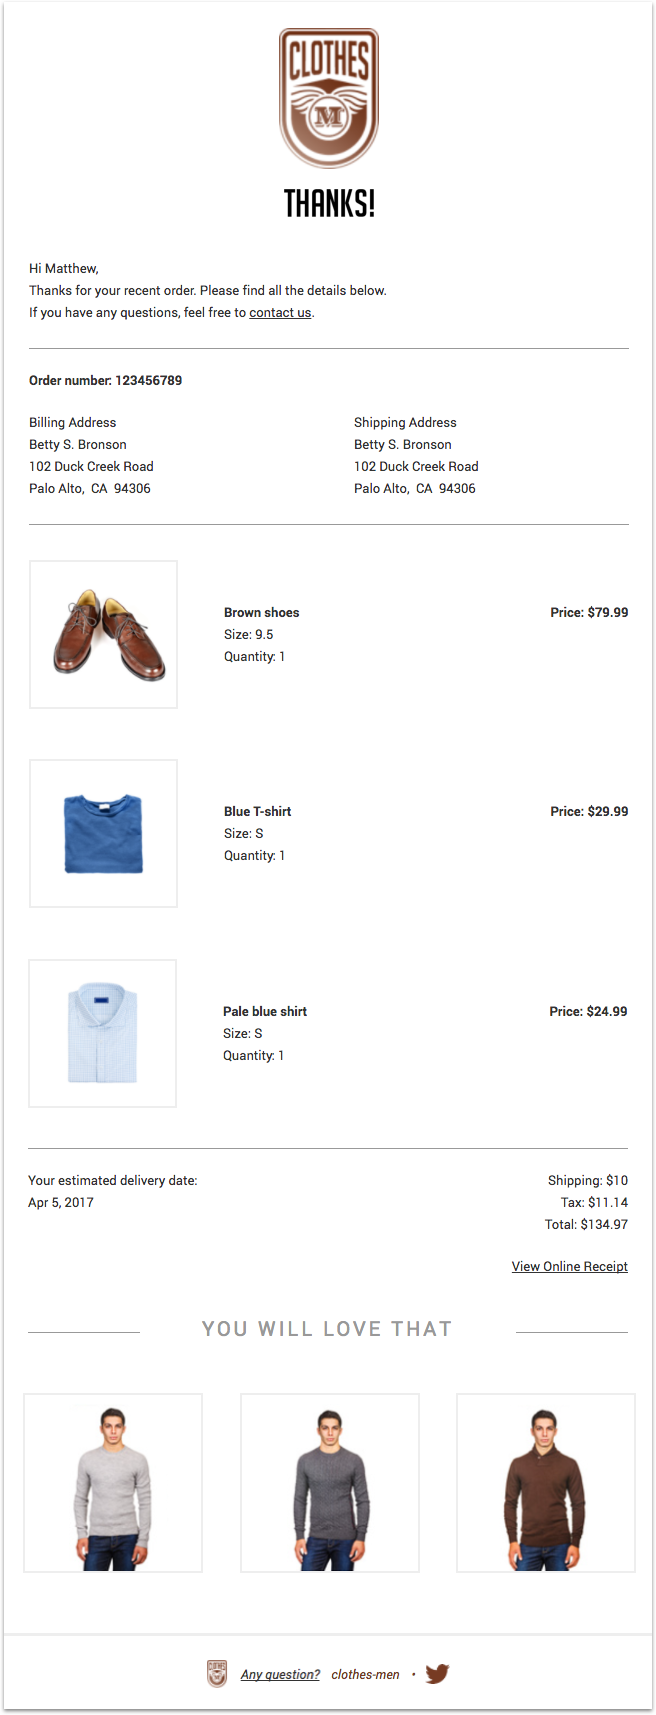 CLOTHES
M
THANKS!
Hi Matthew,
Thanks for your recent order. Please find all the details below.
If you have any questions, feel free to contact us.
Order number: 123456789
Billing Address
Betty S. Bronson
102 Duck Creek Road
Palo Alto,  CA  94306
Shipping Address
Betty S. Bronson
102 Duck Creek Road
Palo Alto,  CA  94306
Brown shoes
Price: $79.99
Size: 9.5
Quantity: 1
Blue T-shirt
Price: $29.99
Size: S
Quantity: 1
Pale blue shirt
Price: $24.99
Size: S
Quantity: 1
Your estimated delivery date:
Apr 5, 2017
Shipping: $10
Tax: $11.14
Total: $134.97
View Online Receipt
YOU WILL LOVE THAT
CLOTHES
Any question? clothes-men •